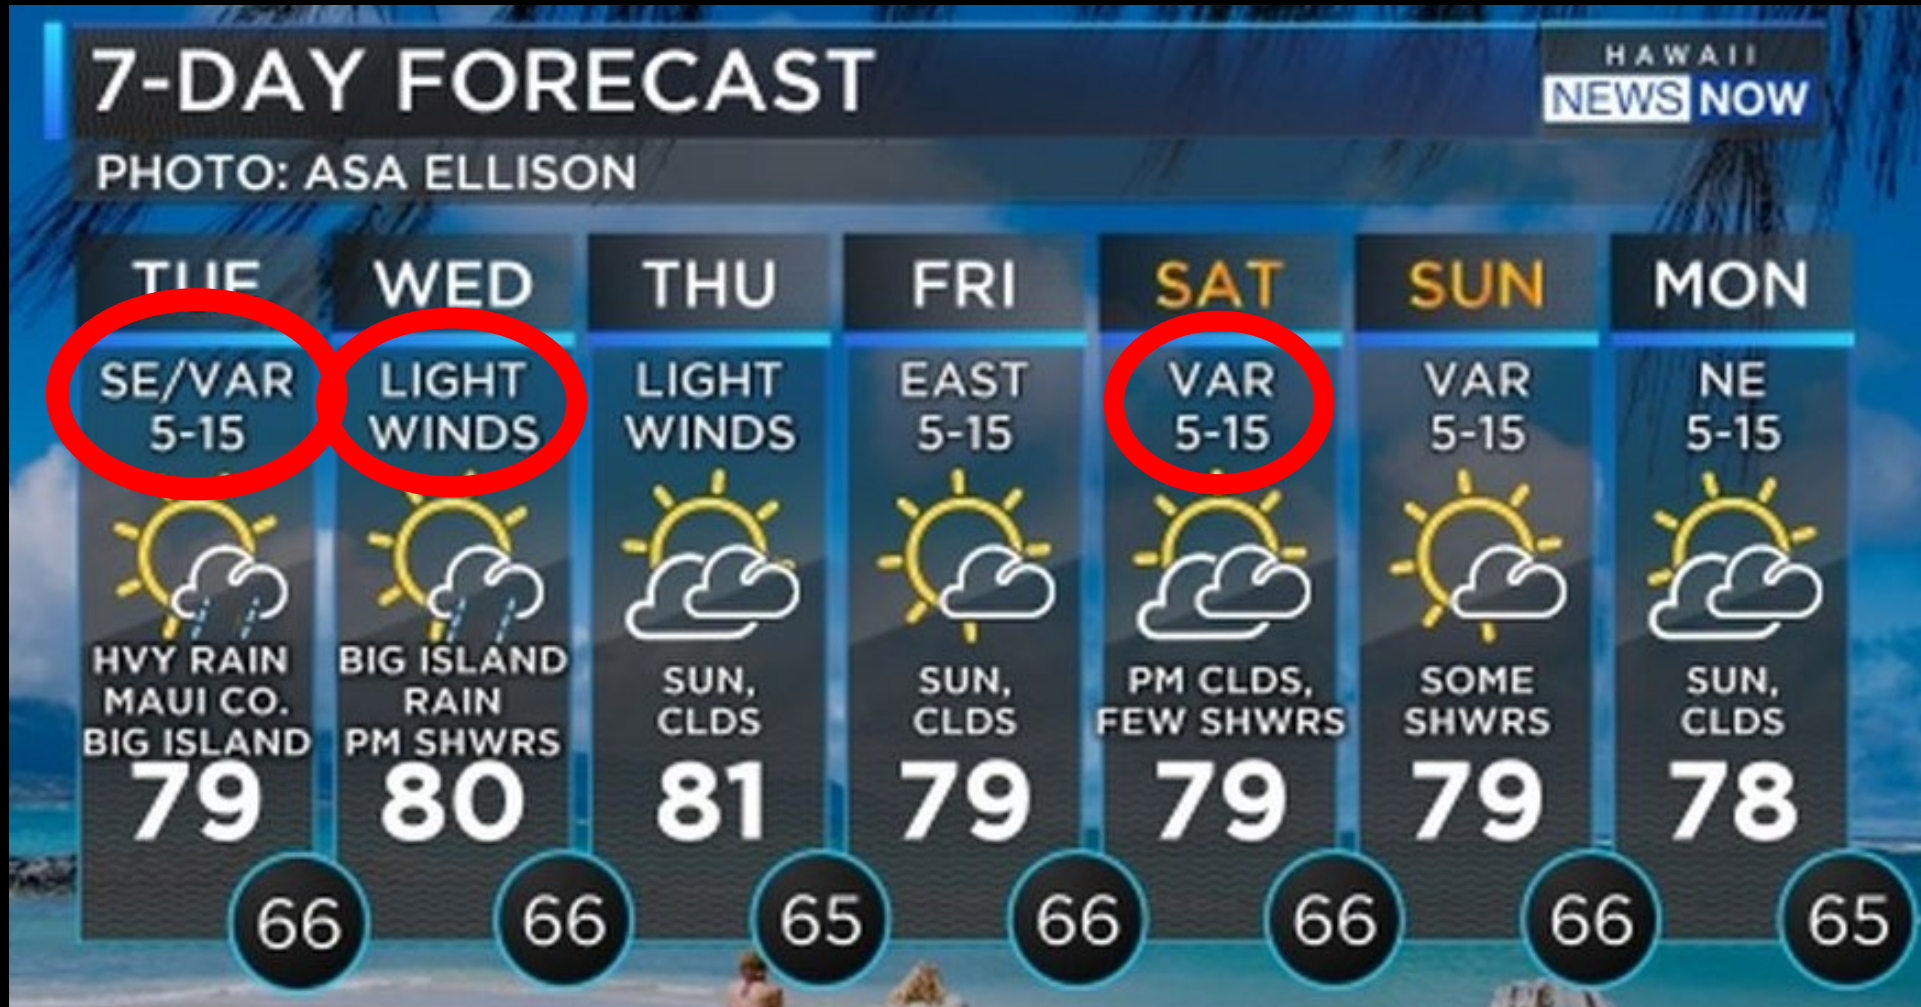 7-DAY FORECAST
HAWAII
NEWS NOW
PHOTO: ASA ELLISON
TUE
SE/VAR
5-15
HVY RAIN
MAUI CO.
BIG ISLAND
79
66
WED
LIGHT
WINDS
BIG ISLAND
RAIN
PM SHWRS
80
66
THU
LIGHT
WINDS
SUN,
CLDS
81
65
FRI
EAST
5-15
SUN,
CLDS
79
66
SAT
VAR
5-15
PM CLDS,
FEW SHWRS
79
66
SUN
VAR
5-15
SOME
SHWRS
79
66
MON
NE
5-15
SUN,
CLDS
78
65